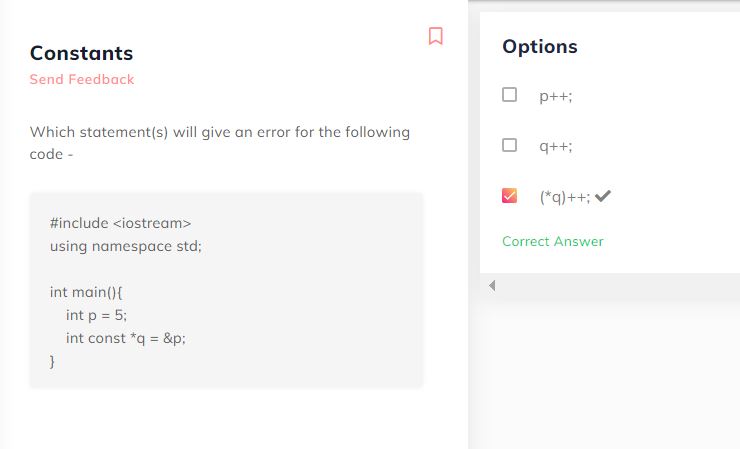 Constants
Send Feedback
Which statement(s) will give an error for the following
code -
#include <iostream>
using namespace std;
int main(){
    int p = 5;
    int const *q = &p;
}
Options
p++;
q++;
(*q)++;
Correct Answer